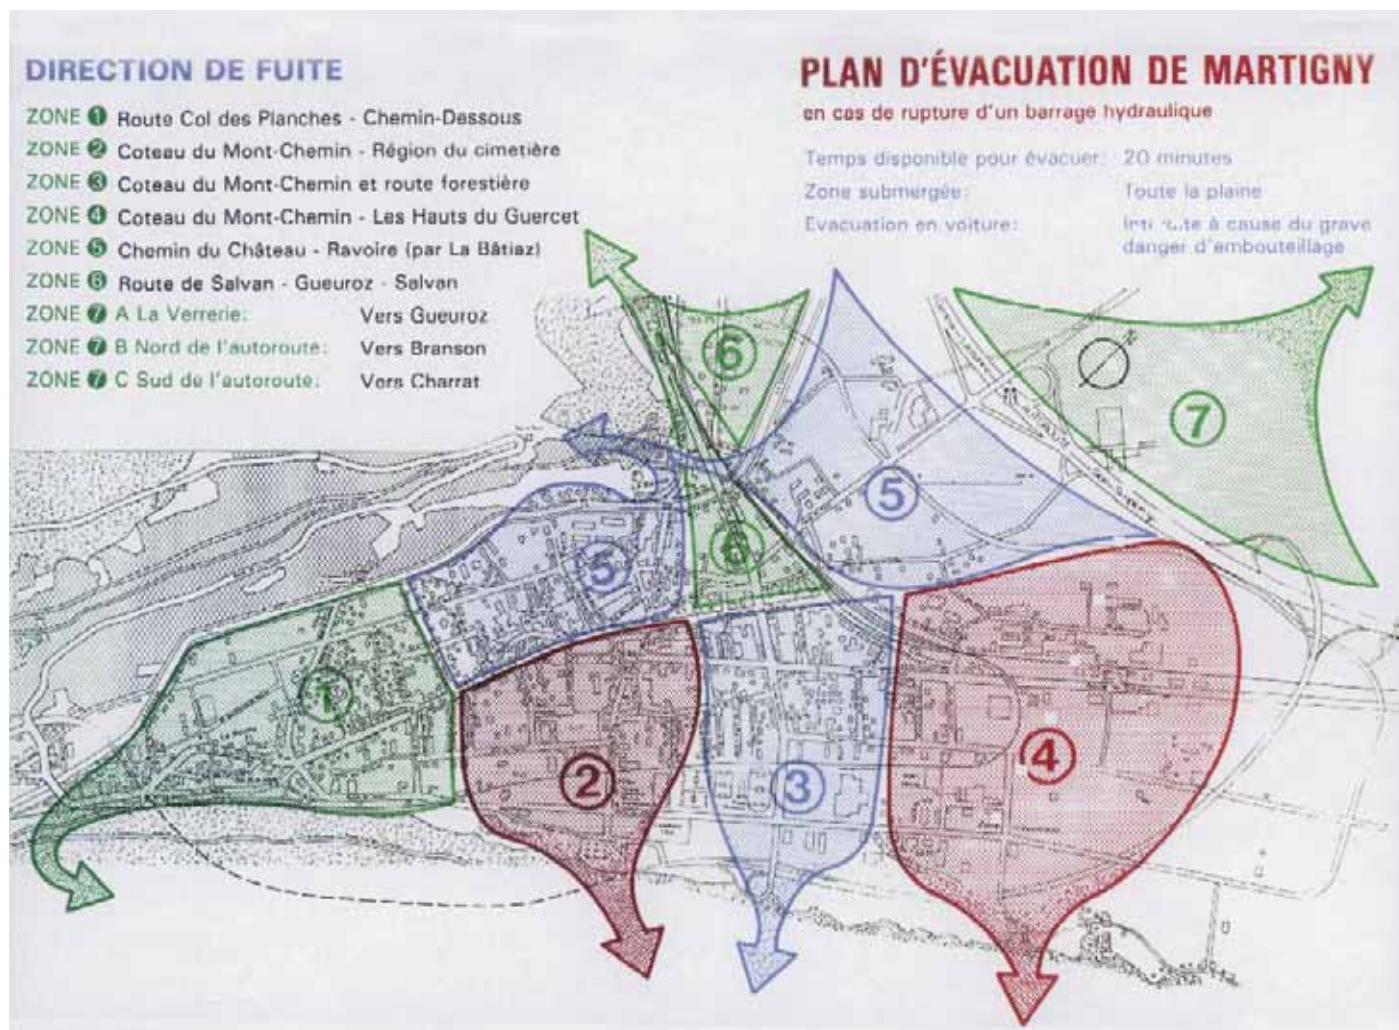 DIRECTION DE FUITE
ZONE 1 Route Col des Planches - Chemin-Dessous
ZONE 2 Coteau du Mont-Chemin - Région du cimetière
ZONE 3 Coteau du Mont-Chemin et route forestière
ZONE 4 Coteau du Mont-Chemin - Les Hauts du Guercet
ZONE 5 Chemin du Château - Ravoire (par La Bâtiaz)
ZONE 6 Route de Salvan - Gueuroz - Salvan
ZONE 7 A La Verrerie: Vers Gueuroz
ZONE 7 B Nord de l'autoroute: Vers Branson
ZONE 7 C Sud de l'autoroute: Vers Charrat
PLAN D'ÉVACUATION DE MARTIGNY
en cas de rupture d'un barrage hydraulique
Temps disponible pour évacuer: 20 minutes
Zone submergée: Toute la plaine
Evacuation en voiture: à cause du grave
danger d'embouteillage
6
7
5
6
5
1
2
3
4
N